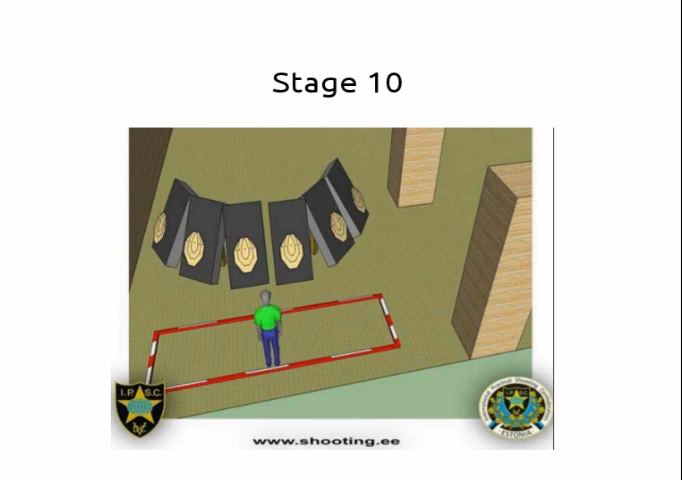 Stage 10
I.P. S.C.
I.P. S.C.
ESTONIA
www.shooting.ee